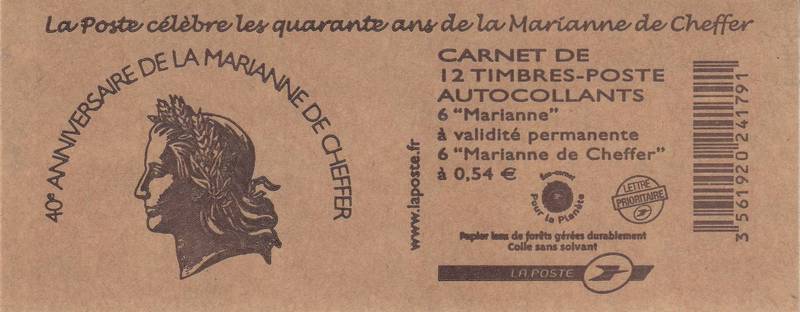 La Poste célèbre les quarante ans de la Marianne de Cheffer
40e ANNIVERSAIRE DE LA MARIANNE DE CHEFFER
www.laposte.fr
CARNET DE
12 TIMBRES-POSTE
AUTOCOLLANTS
6 “Marianne”
à validité permanente
6 “Marianne de Cheffer”
à 0,54 €
Eco-carnet
Pour la Planète
LETTRE
PRIORITAIRE
Papier issu de forêts gérées durablement
Colle sans solvant
LA POSTE
3 561920 241791